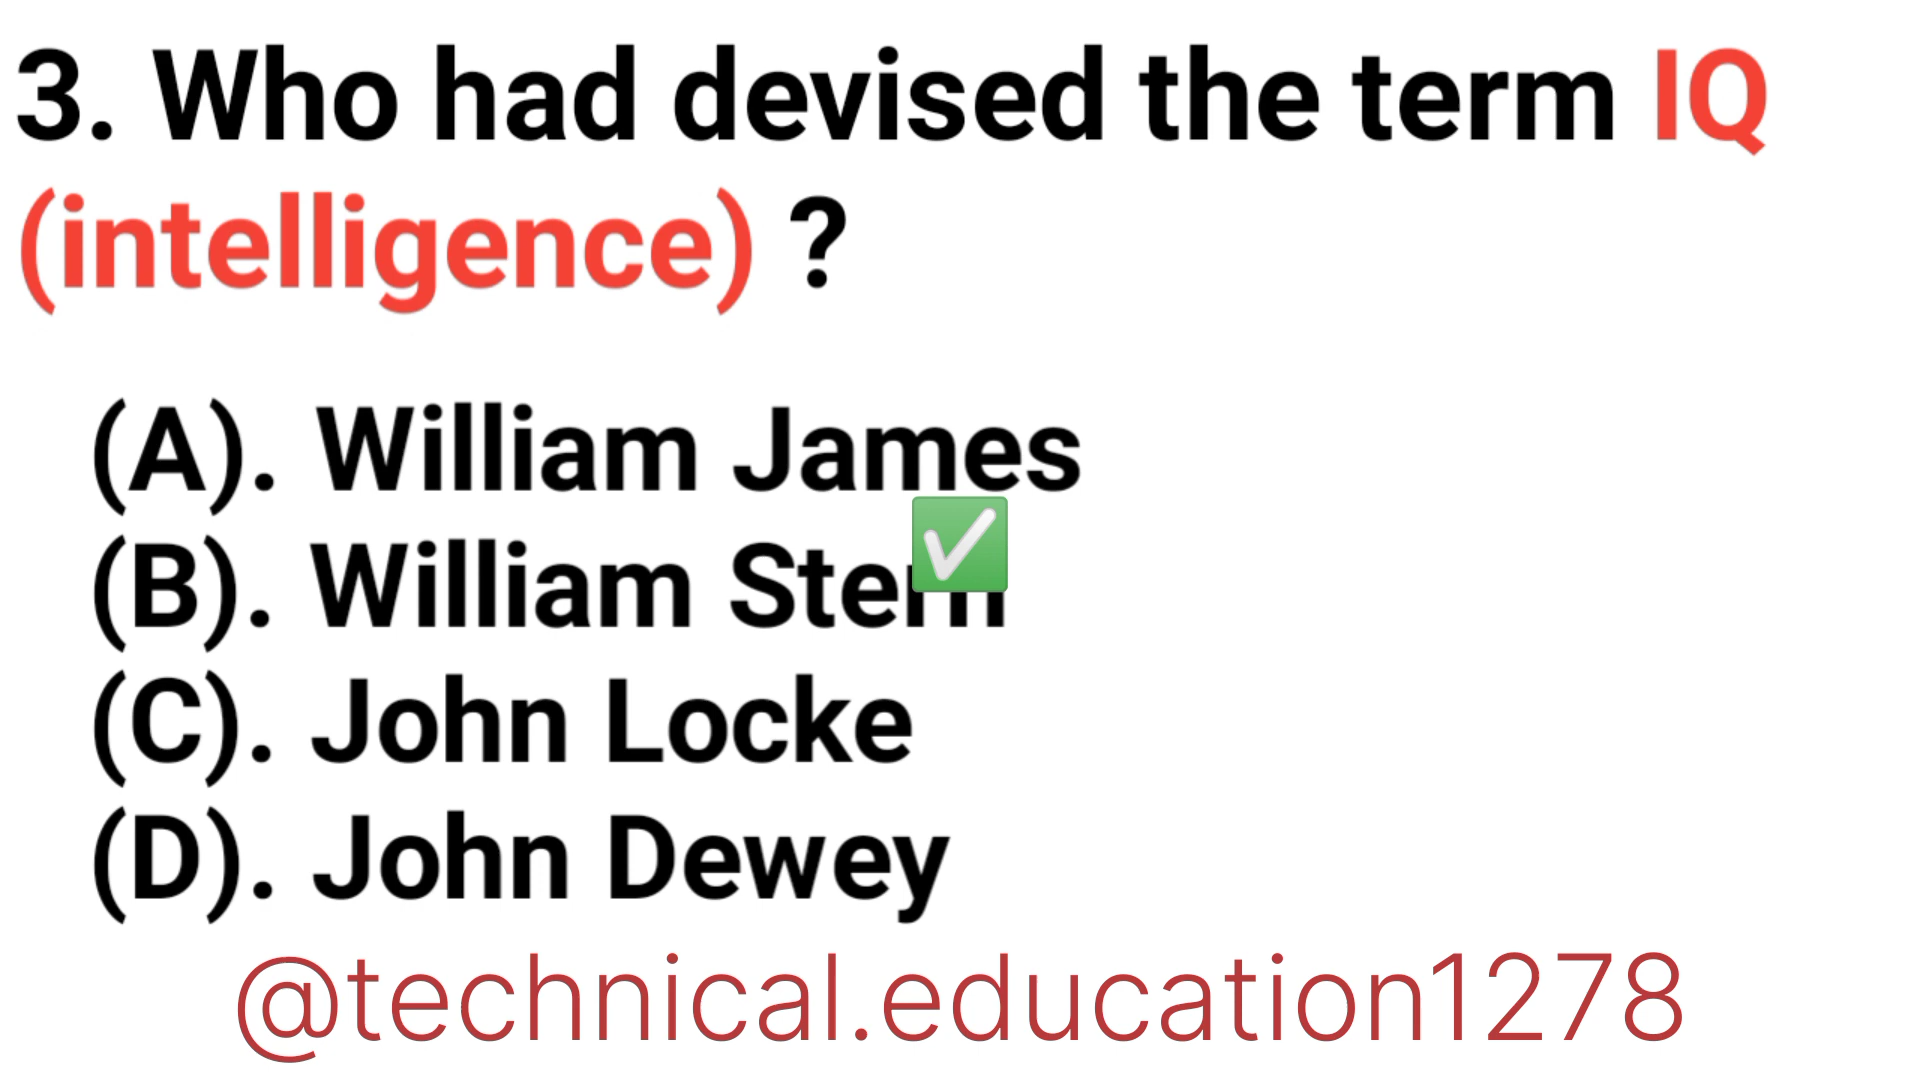 3. Who had devised the term IQ
(intelligence) ?
(A). William James
(B). William Stern
(C). John Locke
(D). John Dewey
@technical.education1278